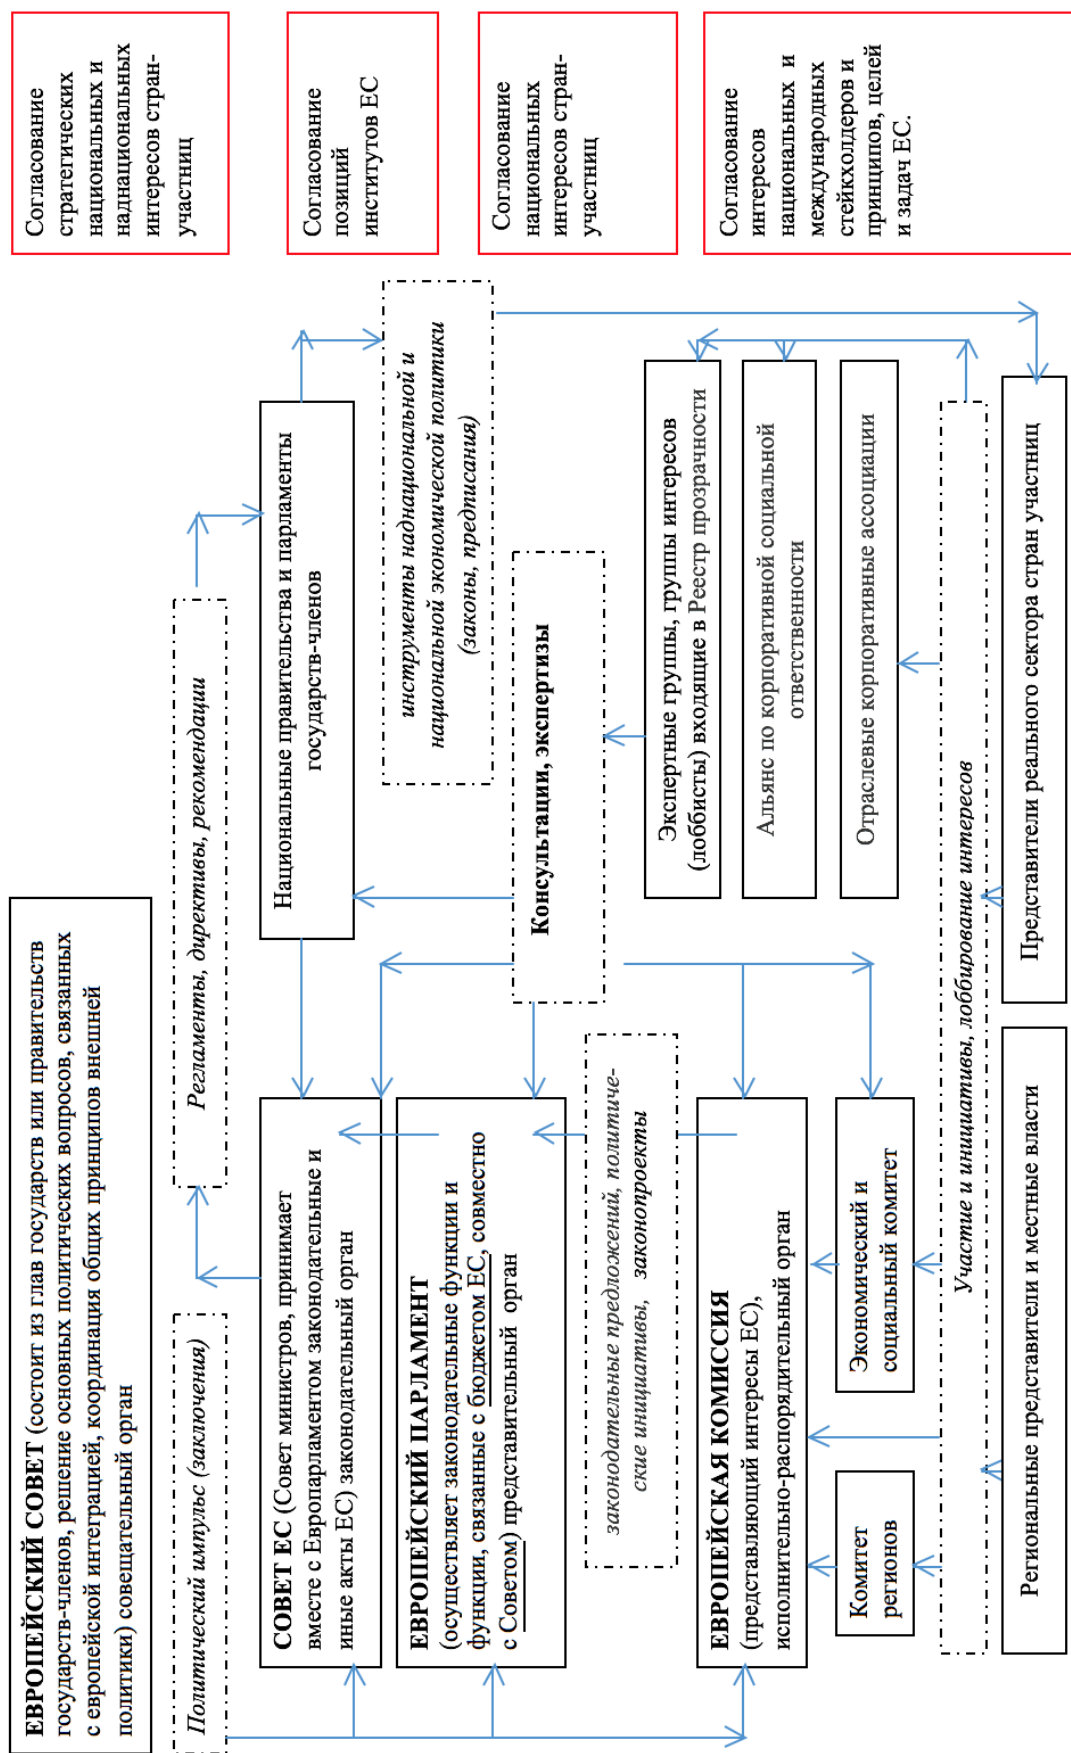 ЕВРОПЕЙСКИЙ СОВЕТ (состоит из глав государств или правительств
государств-членов, решение основных политических вопросов, связанных
с европейской интеграцией, координация общих принципов внешней
политики) совещательный орган
Согласование
стратегических
национальных и
наднациональных
интересов стран-
участниц
Политический импульс (заключения)
Регламенты, директивы, рекомендации
СОВЕТ ЕС (Совет министров, принимает
вместе с Европарламентом законодательные и
иные акты ЕС) законодательный орган
Национальные правительства и парламенты
государств-членов
Согласование
позиций
институтов ЕС
ЕВРОПЕЙСКИЙ ПАРЛАМЕНТ
(осуществляет законодательные функции и
функции, связанные с бюджетом ЕС, совместно
с Советом) представительный орган
инструменты наднациональной и
национальной экономической политики
(законы, предписания)
Согласование
национальных
интересов стран-
участниц
Консультации, экспертизы
законодательные предложений, политиче-
ские инициативы, законопроекты
ЕВРОПЕЙСКАЯ КОМИССИЯ
(представляющий интересы ЕС),
исполнительно-распорядительный орган
Экспертные группы, группы интересов
(лоббисты) входящие в Реестр прозрачности
Альянс по корпоративной социальной
ответственности
Отраслевые корпоративные ассоциации
Согласование
интересов
национальных и
международных
стейкхолдеров и
принципов, целей
и задач ЕС.
Комитет
регионов
Экономический и
социальный комитет
Участие и инициативы, лоббирование интересов
Региональные представители и местные власти
Представители реального сектора стран участниц